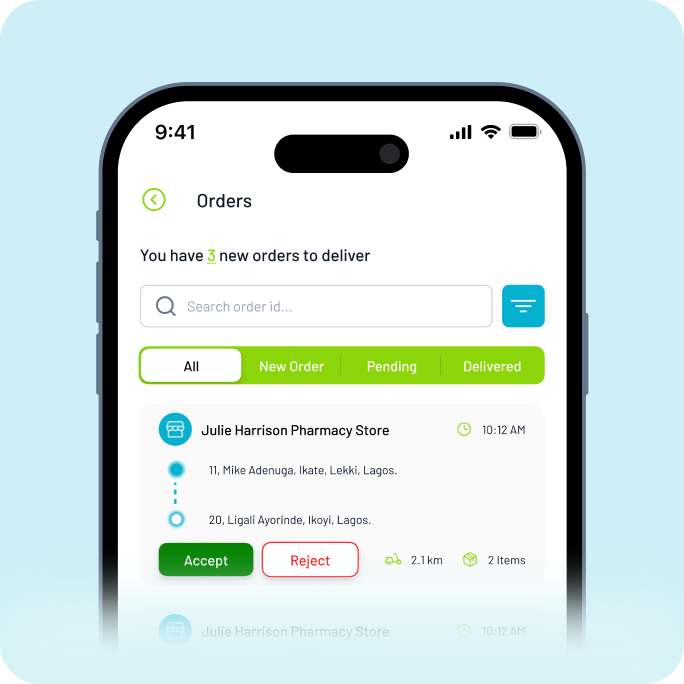 9:41
Orders
You have 3 new orders to deliver
Search order id...
All New Order Pending Delivered
Julie Harrison Pharmacy Store 10:12 AM
11, Mike Adenuga, Ikate, Lekki, Lagos.
20, Ligali Ayorinde, Ikoyi, Lagos.
Accept Reject 2.1 km 2 Items
Julie Harrison Pharmacy Store 10:12 AM